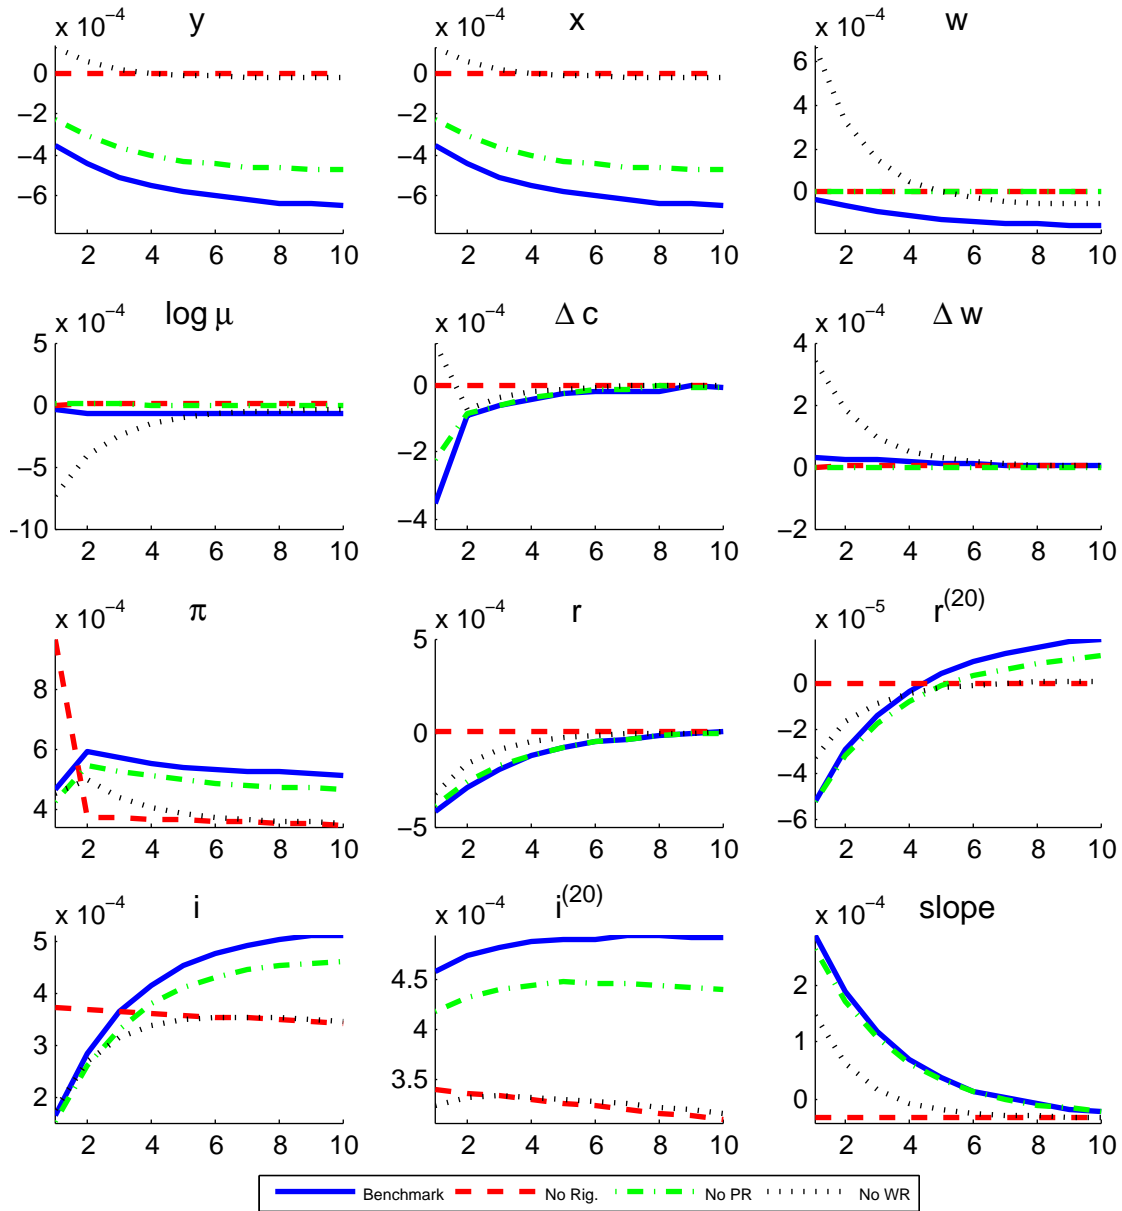 x 10⁻⁴ y
0
−2
−4
−6
2 4 6 8 10
x 10⁻⁴ x
0
−2
−4
−6
2 4 6 8 10
x 10⁻⁴ w
6
4
2
0
2 4 6 8 10
x 10⁻⁴ log μ
5
0
−5
-10
2 4 6 8 10
x 10⁻⁴ Δ c
0
−2
−4
2 4 6 8 10
x 10⁻⁴ Δ w
4
2
0
−2
2 4 6 8 10
x 10⁻⁴ π
8
6
4
2 4 6 8 10
x 10⁻⁴ r
5
0
−5
2 4 6 8 10
x 10⁻⁵ r⁽²⁰⁾
0
−2
−4
−6
2 4 6 8 10
x 10⁻⁴ i
5
4
3
2
2 4 6 8 10
x 10⁻⁴ i⁽²⁰⁾
4.5
3.5
2 4 6 8 10
x 10⁻⁴ slope
2
1
0
2 4 6 8 10
Benchmark No Rig. No PR No WR